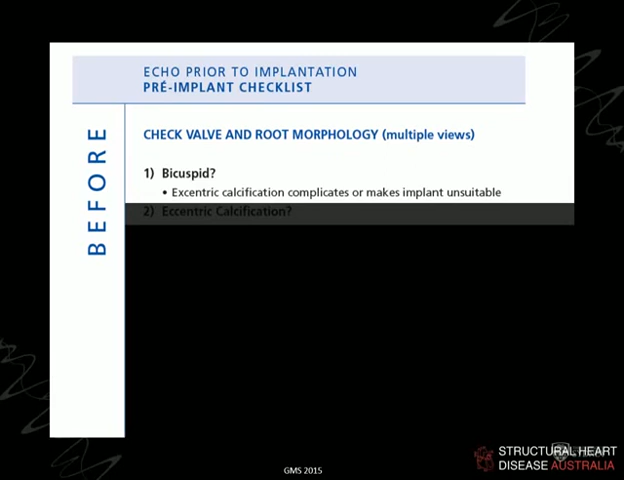 ECHO PRIOR TO IMPLANTATION
PRÉ-IMPLANT CHECKLIST
BEFORE
CHECK VALVE AND ROOT MORPHOLOGY (multiple views)
1) Bicuspid?
• Excentric calcification complicates or makes implant unsuitable
2) Eccentric Calcification?
GMS 2015
STRUCTURAL HEART
DISEASE AUSTRALIA